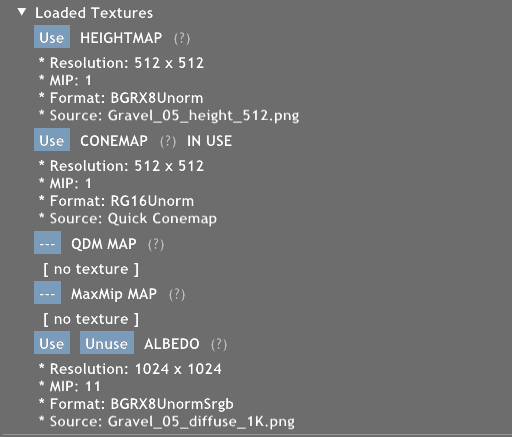 ▼ Loaded Textures
Use HEIGHTMAP (?)
* Resolution: 512 x 512
* MIP: 1
* Format: BGRX8Unorm
* Source: Gravel_05_height_512.png
Use CONEMAP (?) IN USE
* Resolution: 512 x 512
* MIP: 1
* Format: RG16Unorm
* Source: Quick Conemap
--- QDM MAP (?)
[ no texture ]
--- MaxMip MAP (?)
[ no texture ]
Use Unuse ALBEDO (?)
* Resolution: 1024 x 1024
* MIP: 11
* Format: BGRX8UnormSrgb
* Source: Gravel_05_diffuse_1K.png